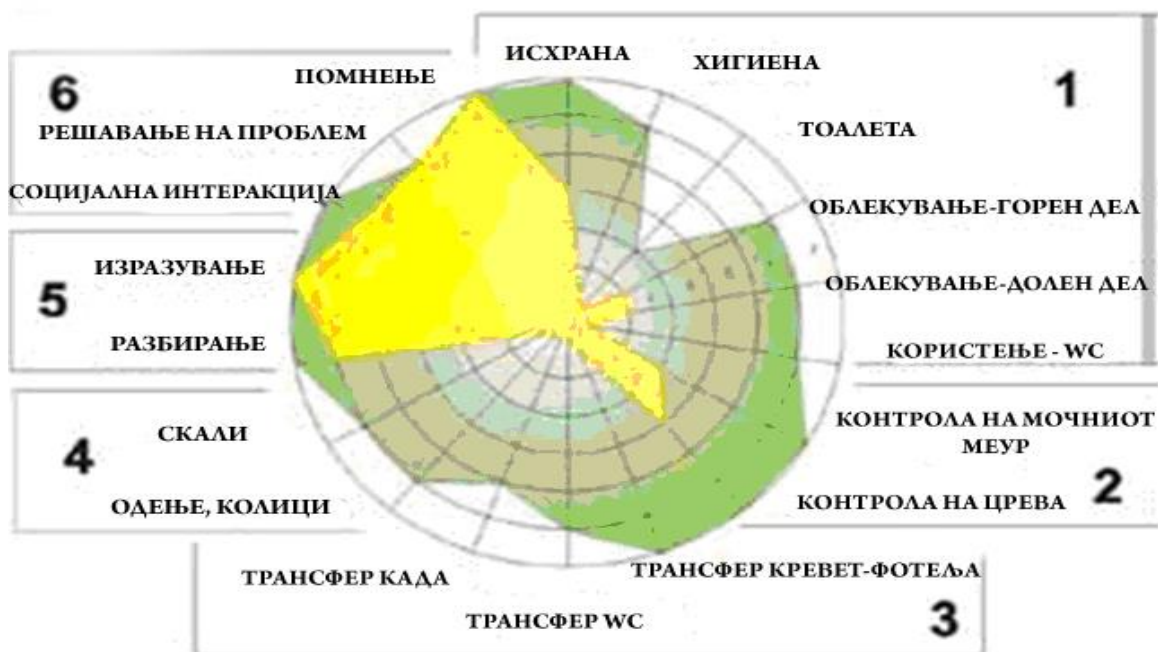 ИСХРАНА
ХИГИЕНА
1
ТОАЛЕТА
ОБЛЕКУВАЊЕ-ГОРЕН ДЕЛ
ОБЛЕКУВАЊЕ-ДОЛЕН ДЕЛ
КОРИСТЕЊЕ - WC
КОНТРОЛА НА МОЧНИОТ
МЕУР
2
КОНТРОЛА НА ЦРЕВА
ТРАНСФЕР КРЕВЕТ-ФОТЕЉА
3
ТРАНСФЕР WC
ТРАНСФЕР КАДА
ОДЕЊЕ, КОЛИЦИ
4
СКАЛИ
РАЗБИРАЊЕ
5
ИЗРАЗУВАЊЕ
СОЦИЈАЛНА ИНТЕРАКЦИЈА
РЕШАВАЊЕ НА ПРОБЛЕМ
6
ПОМНЕЊЕ